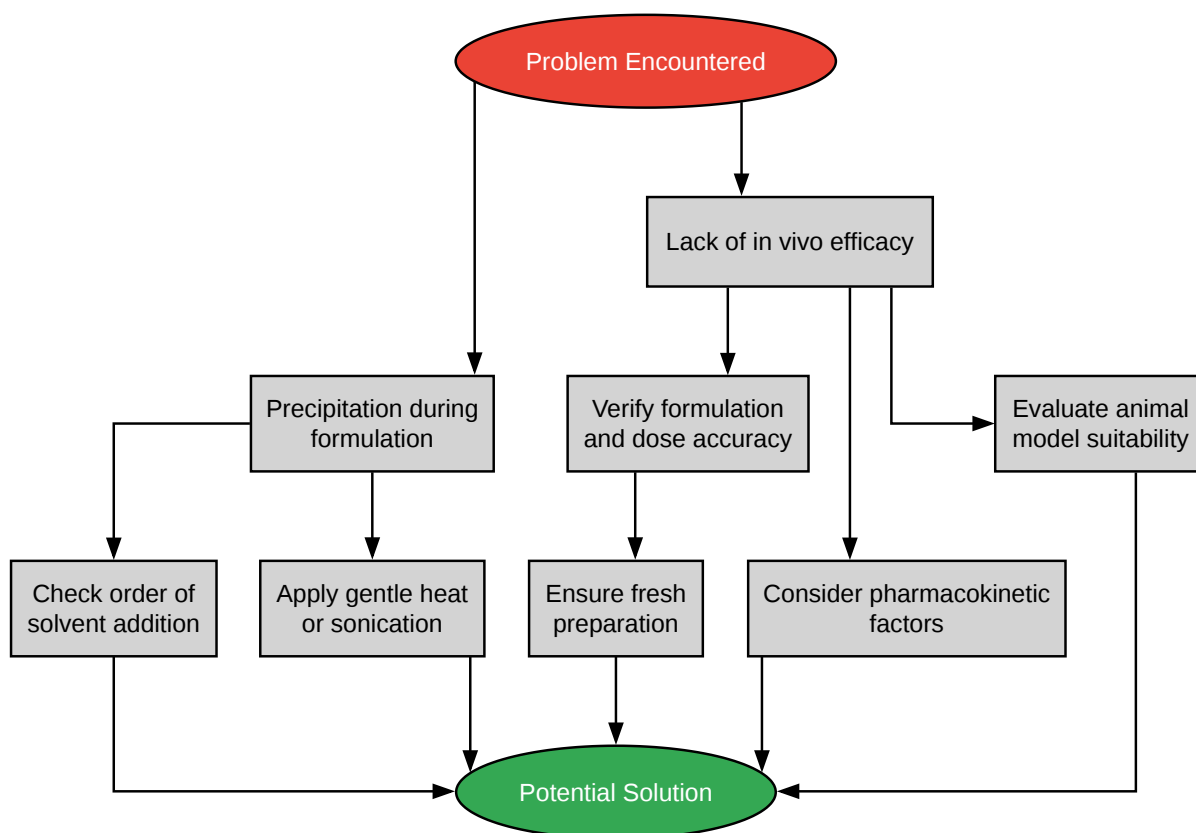 Problem Encountered
Lack of in vivo efficacy
Precipitation during
formulation
Verify formulation
and dose accuracy
Evaluate animal
model suitability
Check order of
solvent addition
Apply gentle heat
or sonication
Ensure fresh
preparation
Consider pharmacokinetic
factors
Potential Solution